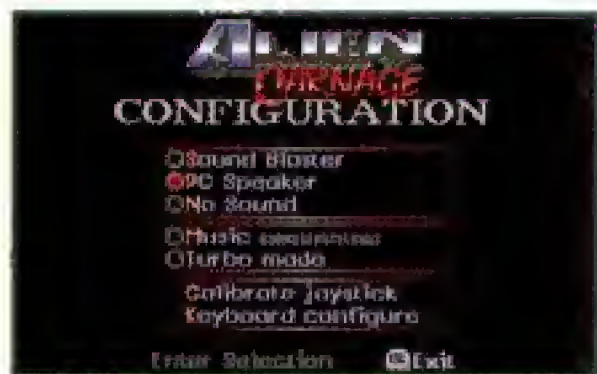 ALIEN
CARNAGE
CONFIGURATION
Sound Blaster
PC Speaker
No Sound
Music
Turbo mode
Calibrate joystick
Keyboard configure
Enter Selection Exit